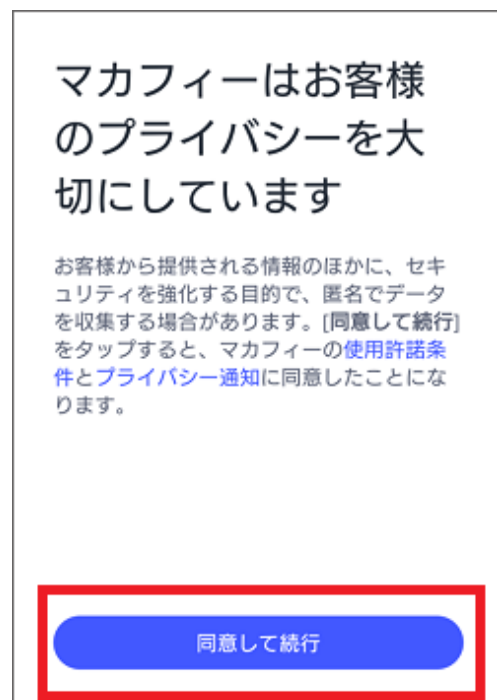 マカフィーはお客様
のプライバシーを大
切にしています
お客様から提供される情報のほかに、セキ
ュリティを強化する目的で、匿名でデータ
を収集する場合があります。[同意して続行]
をタップすると、マカフィーの使用許諾条
件とプライバシー通知に同意したことにな
ります。
同意して続行